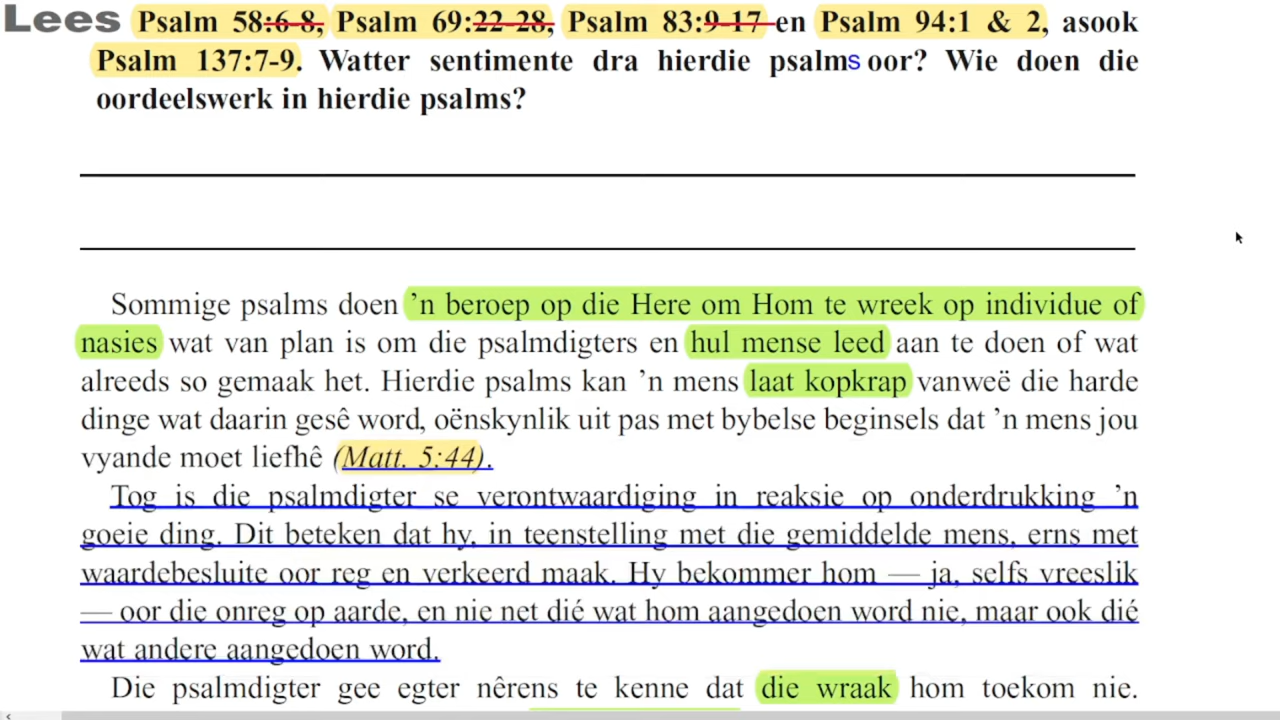 Lees Psalm 58:6-8, Psalm 69:22-28, Psalm 83:9-17 en Psalm 94:1 & 2, asook
Psalm 137:7-9. Watter sentimente dra hierdie psalms oor? Wie doen die
oordeelswerk in hierdie psalms?
Sommige psalms doen ’n beroep op die Here om Hom te wreek op individue of
nasies wat van plan is om die psalmdigters en hul mense leed aan te doen of wat
alreeds so gemaak het. Hierdie psalms kan ’n mens laat kopkrap vanweë die harde
dinge wat daarin gesê word, oënskynlik uit pas met bybelse beginsels dat ’n mens jou
vyande moet liefhê (Matt. 5:44).
Tog is die psalmdigter se verontwaardiging in reaksie op onderdrukking ’n
goeie ding. Dit beteken dat hy, in teenstelling met die gemiddelde mens, erns met
waardebesluite oor reg en verkeerd maak. Hy bekommer hom — ja, selfs vreeslik
— oor die onreg op aarde, en nie net dié wat hom aangedoen word nie, maar ook dié
wat andere aangedoen word.
Die psalmdigter gee egter nêrens te kenne dat die wraak hom toekom nie.